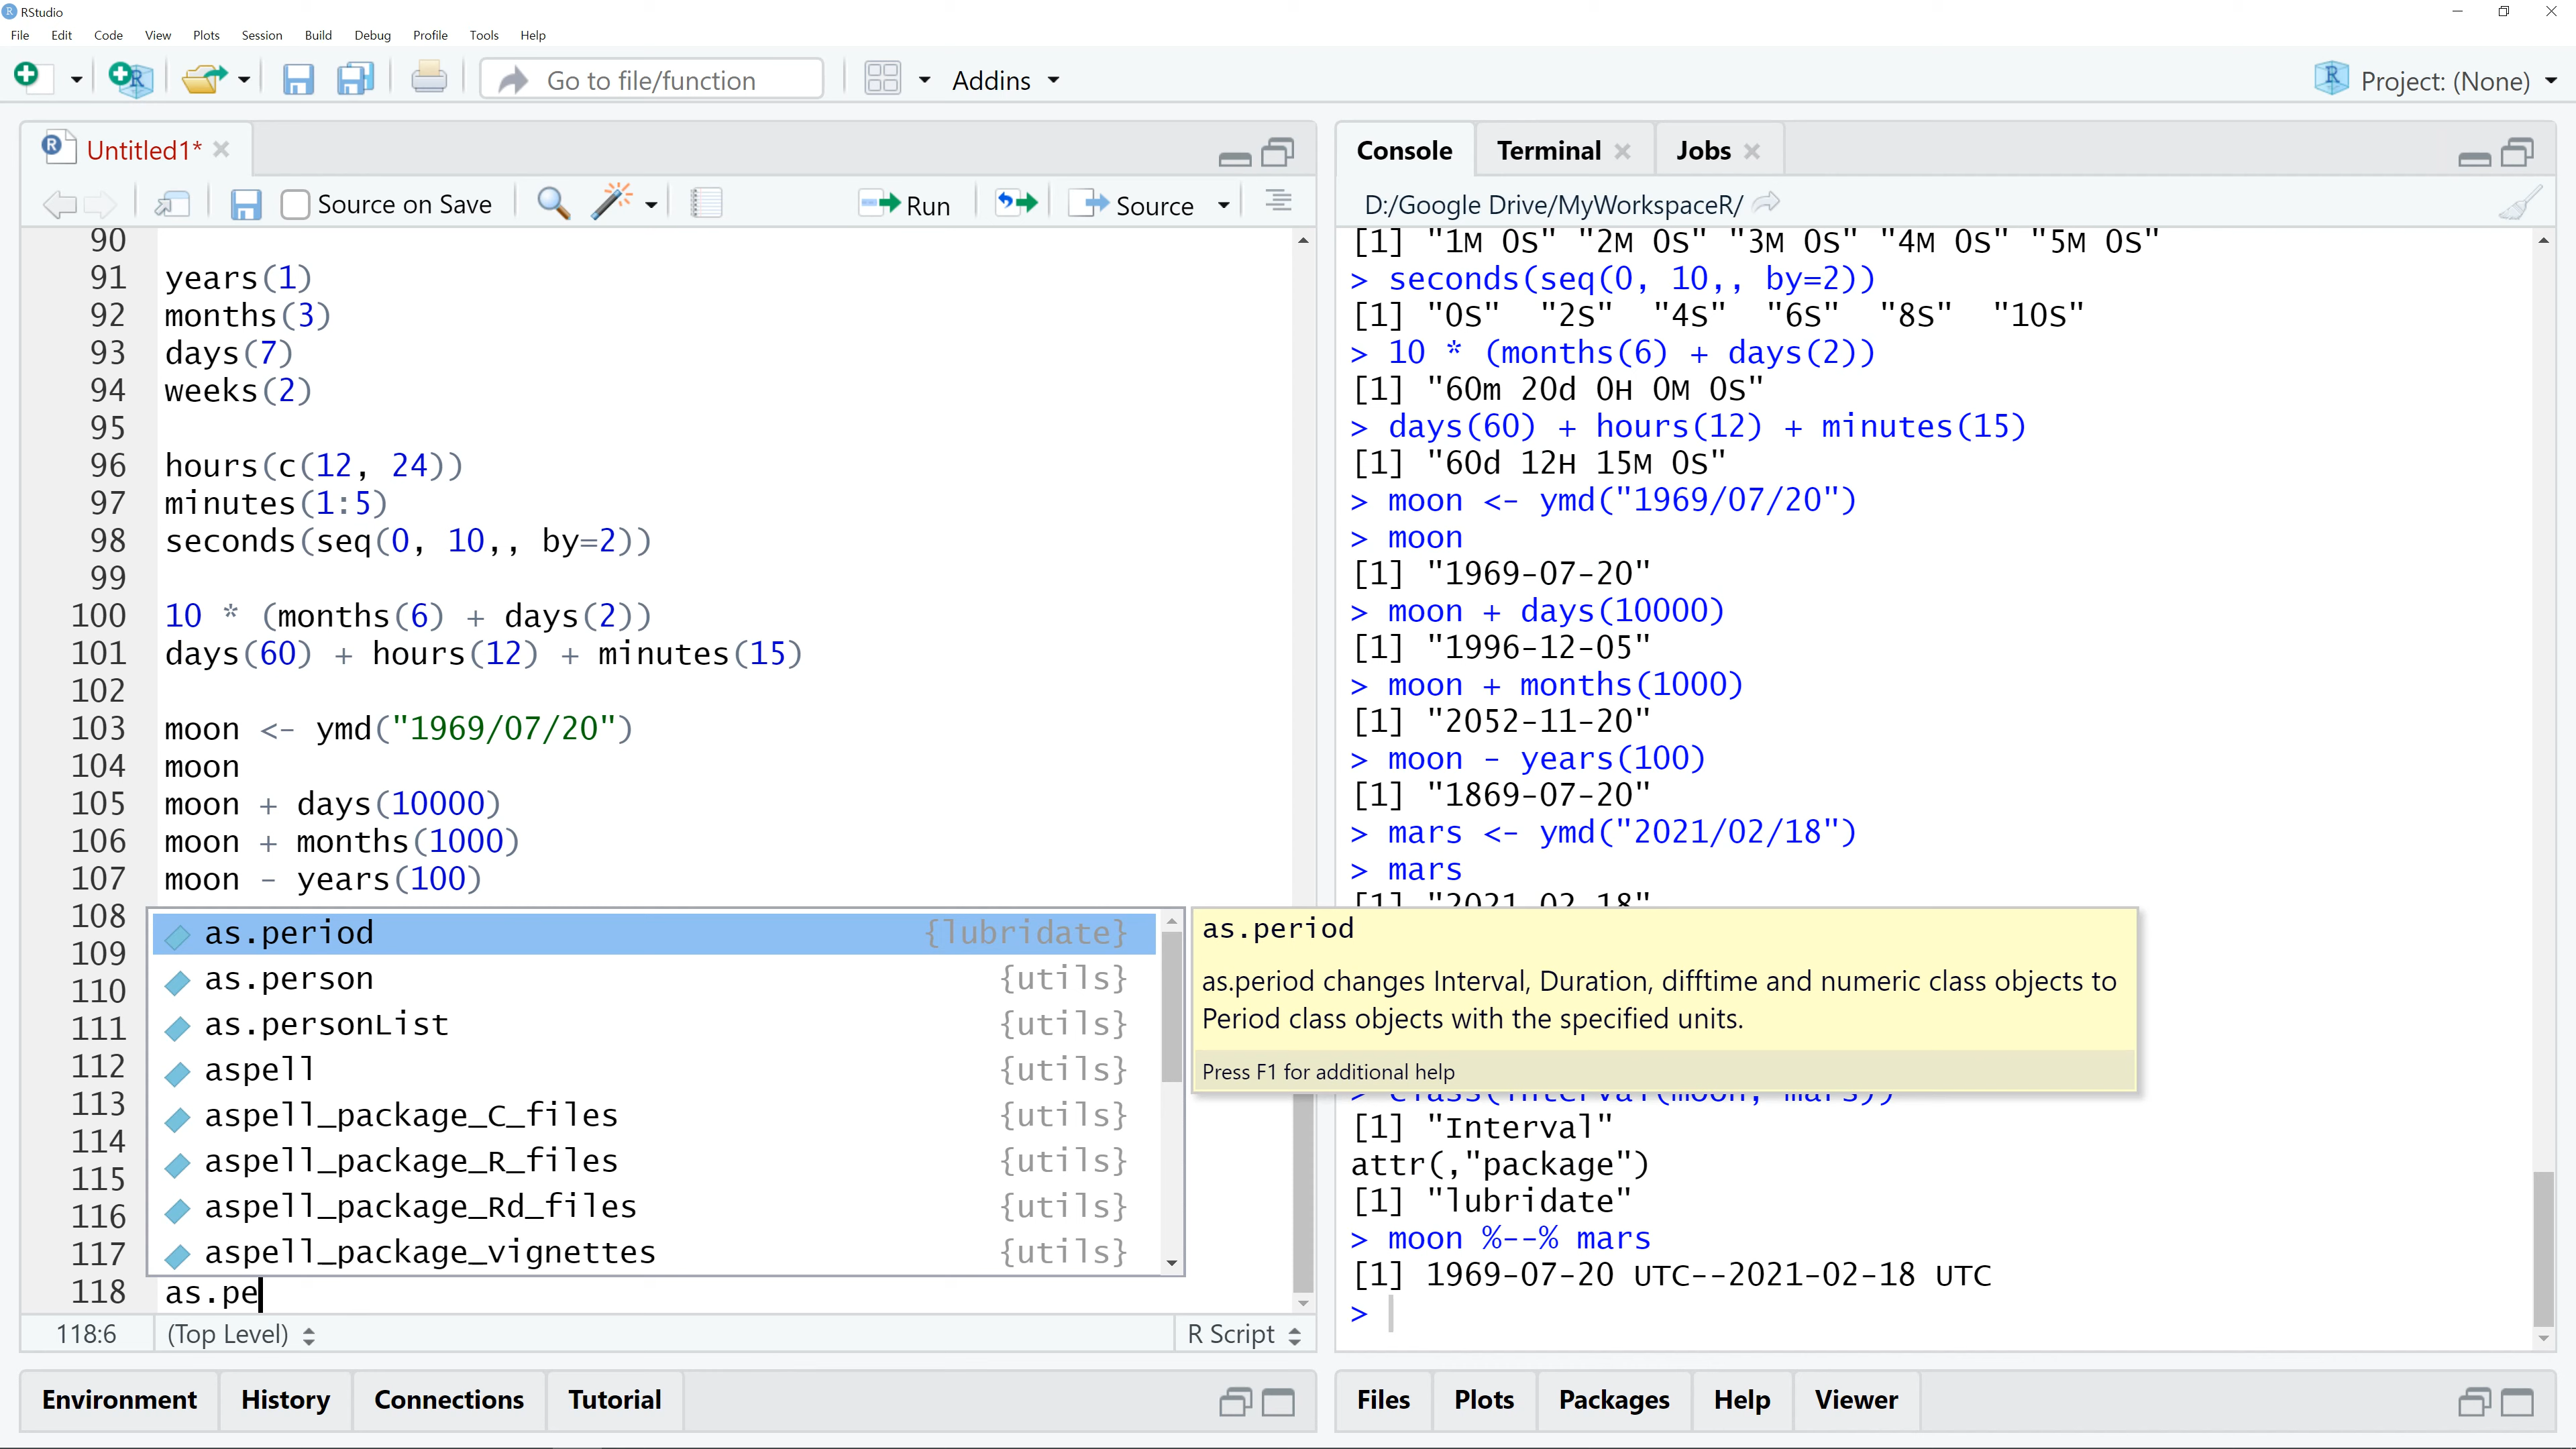 RStudio
File Edit Code View Plots Session Build Debug Profile Tools Help
Go to file/function Addins Project: (None)
Untitled1*
Source on Save Run Source
90
91 years(1)
92 months(3)
93 days(7)
94 weeks(2)
95
96 hours(c(12, 24))
97 minutes(1:5)
98 seconds(seq(0, 10,, by=2))
99
100 10 * (months(6) + days(2))
101 days(60) + hours(12) + minutes(15)
102
103 moon <- ymd("1969/07/20")
104 moon
105 moon + days(10000)
106 moon + months(1000)
107 moon - years(100)
108
109
110
111
112
113
114
115
116
117
as.period {lubridate}
as.person {utils}
as.personList {utils}
aspell {utils}
aspell_package_C_files {utils}
aspell_package_R_files {utils}
aspell_package_Rd_files {utils}
aspell_package_vignettes {utils}
118 as.pe
118:6 (Top Level) R Script
Environment History Connections Tutorial
Console Terminal Jobs
D:/Google Drive/MyWorkspaceR/
[1] "1M 0S" "2M 0S" "3M 0S" "4M 0S" "5M 0S"
> seconds(seq(0, 10,, by=2))
[1] "0S" "2S" "4S" "6S" "8S" "10S"
> 10 * (months(6) + days(2))
[1] "60m 20d 0H 0M 0S"
> days(60) + hours(12) + minutes(15)
[1] "60d 12H 15M 0S"
> moon <- ymd("1969/07/20")
> moon
[1] "1969-07-20"
> moon + days(10000)
[1] "1996-12-05"
> moon + months(1000)
[1] "2052-11-20"
> moon - years(100)
[1] "1869-07-20"
> mars <- ymd("2021/02/18")
> mars
[1] "2021-02-18"
as.period
as.period changes Interval, Duration, difftime and numeric class objects to
Period class objects with the specified units.
Press F1 for additional help
> class(interval(moon, mars))
[1] "Interval"
attr(,"package")
[1] "lubridate"
> moon %--% mars
[1] 1969-07-20 UTC--2021-02-18 UTC
>
Files Plots Packages Help Viewer